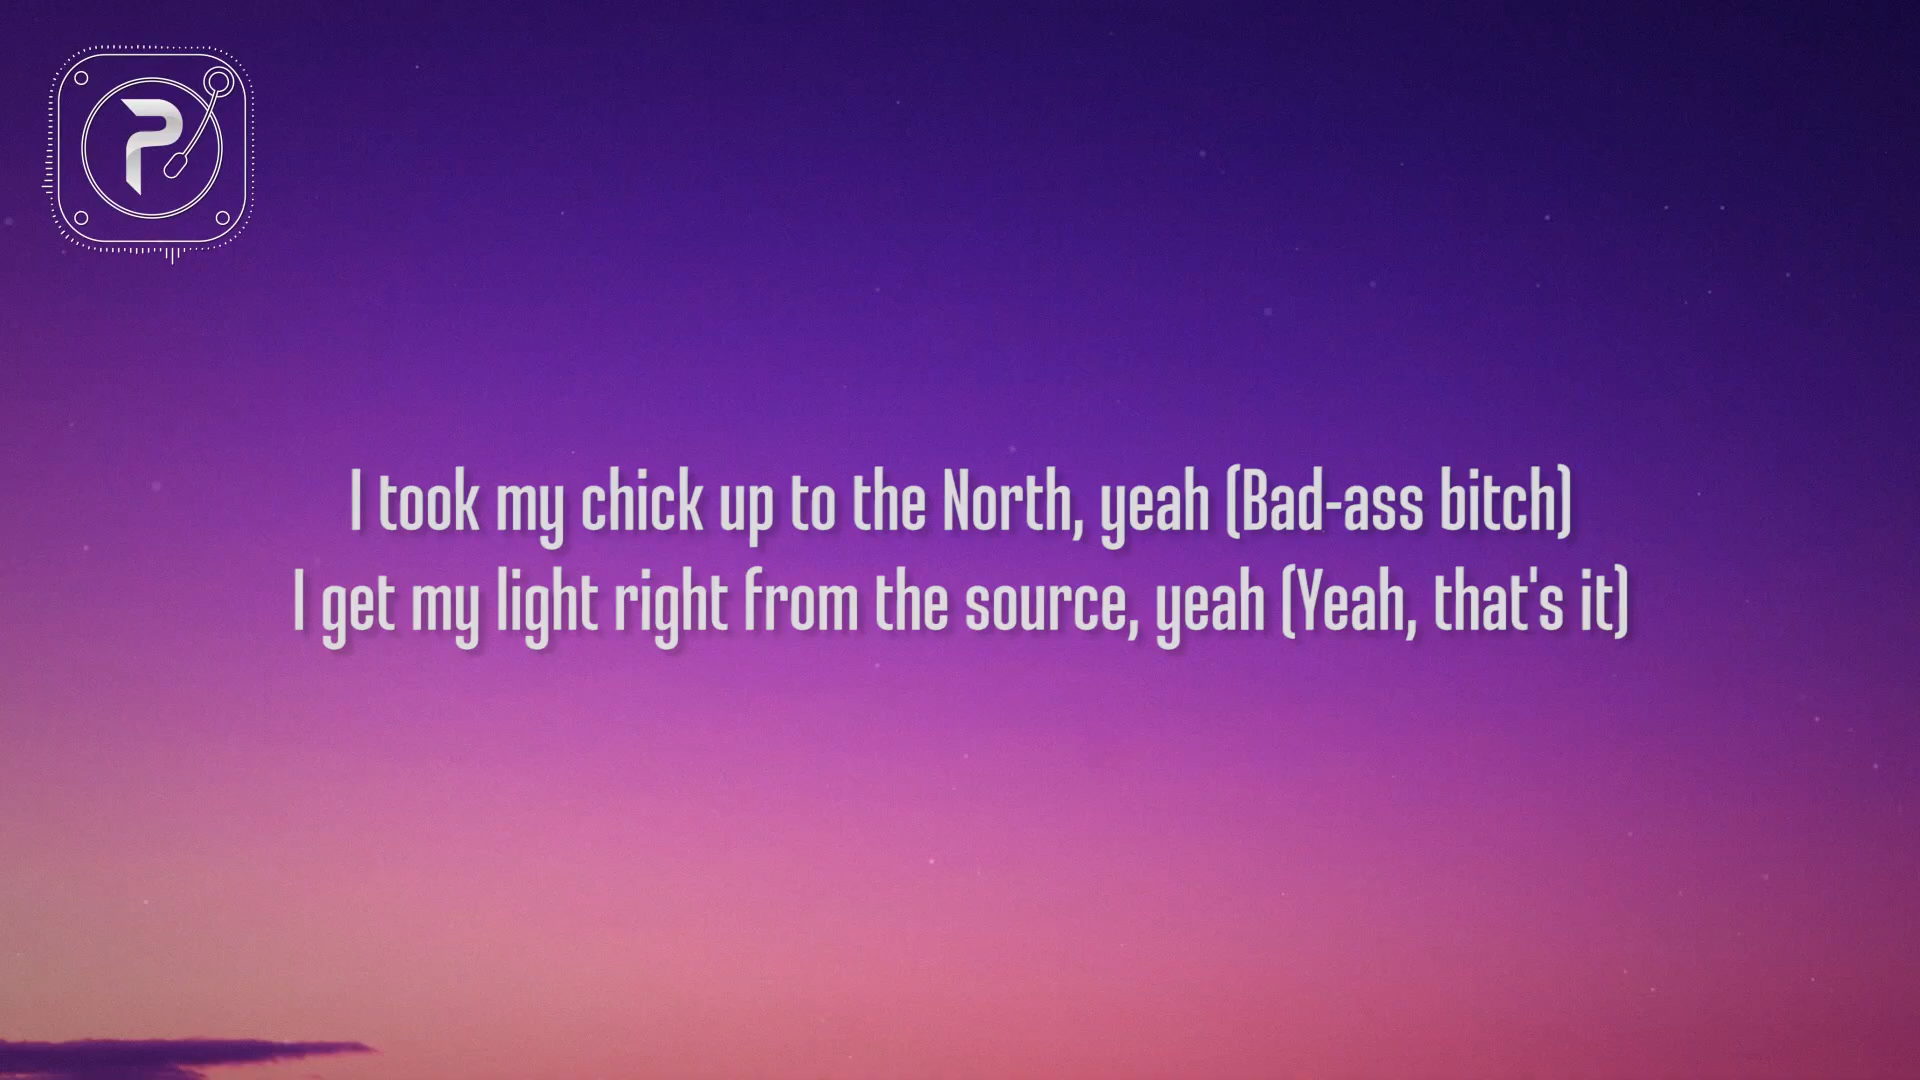 P
I took my chick up to the North, yeah (Bad-ass bitch)
I get my light right from the source, yeah (Yeah, that's it)